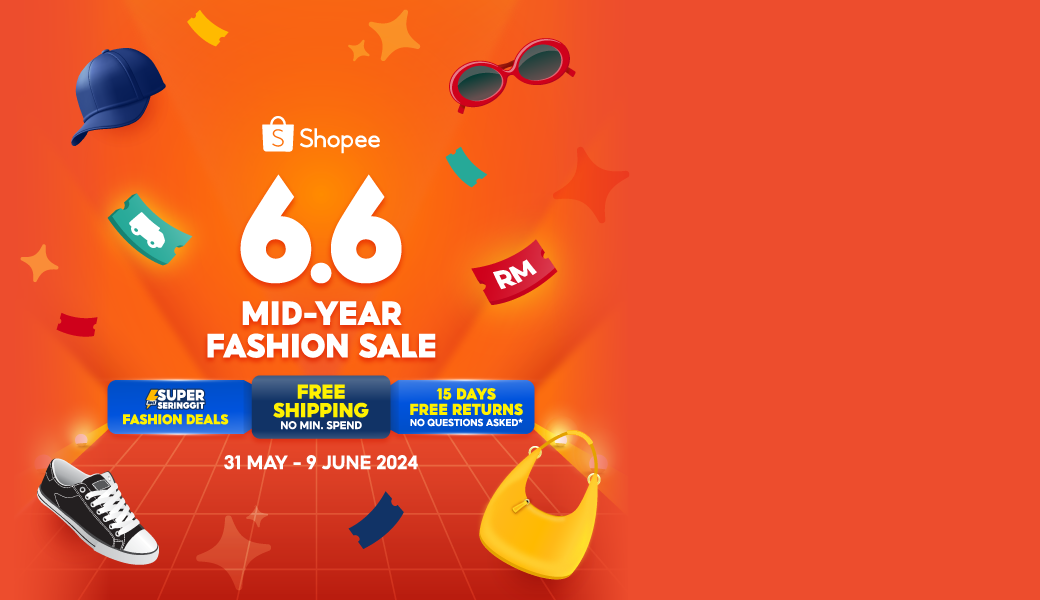 Shopee
6.6
MID-YEAR
FASHION SALE
RM
SUPER
SERINGGIT
FASHION DEALS
FREE
SHIPPING
NO MIN. SPEND
15 DAYS
FREE RETURNS
NO QUESTIONS ASKED*
31 MAY - 9 JUNE 2024